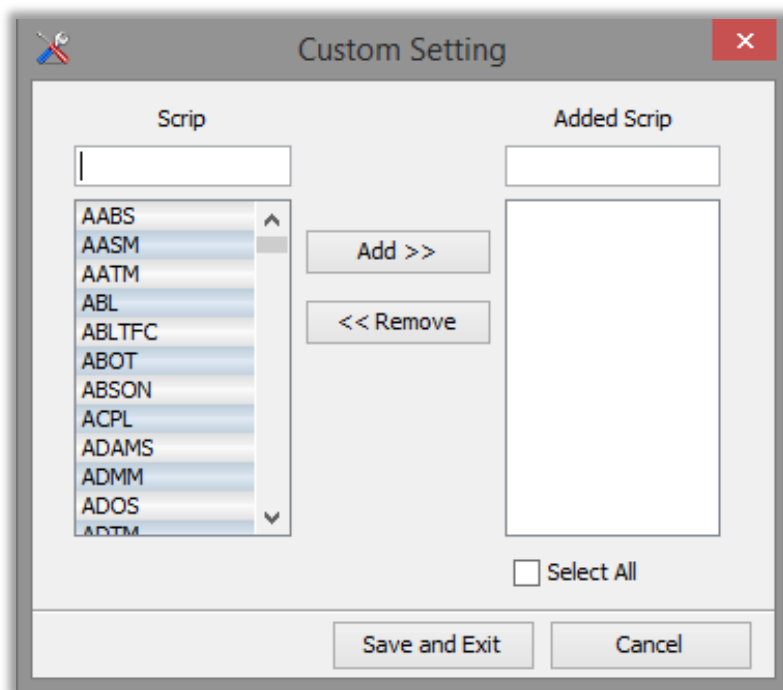 Custom Setting
Scrip
Added Scrip
AABS
AASM
AATM
ABL
ABLTFC
ABOT
ABSON
ACPL
ADAMS
ADMM
ADOS
ADTM
Add >>
<< Remove
Select All
Save and Exit
Cancel